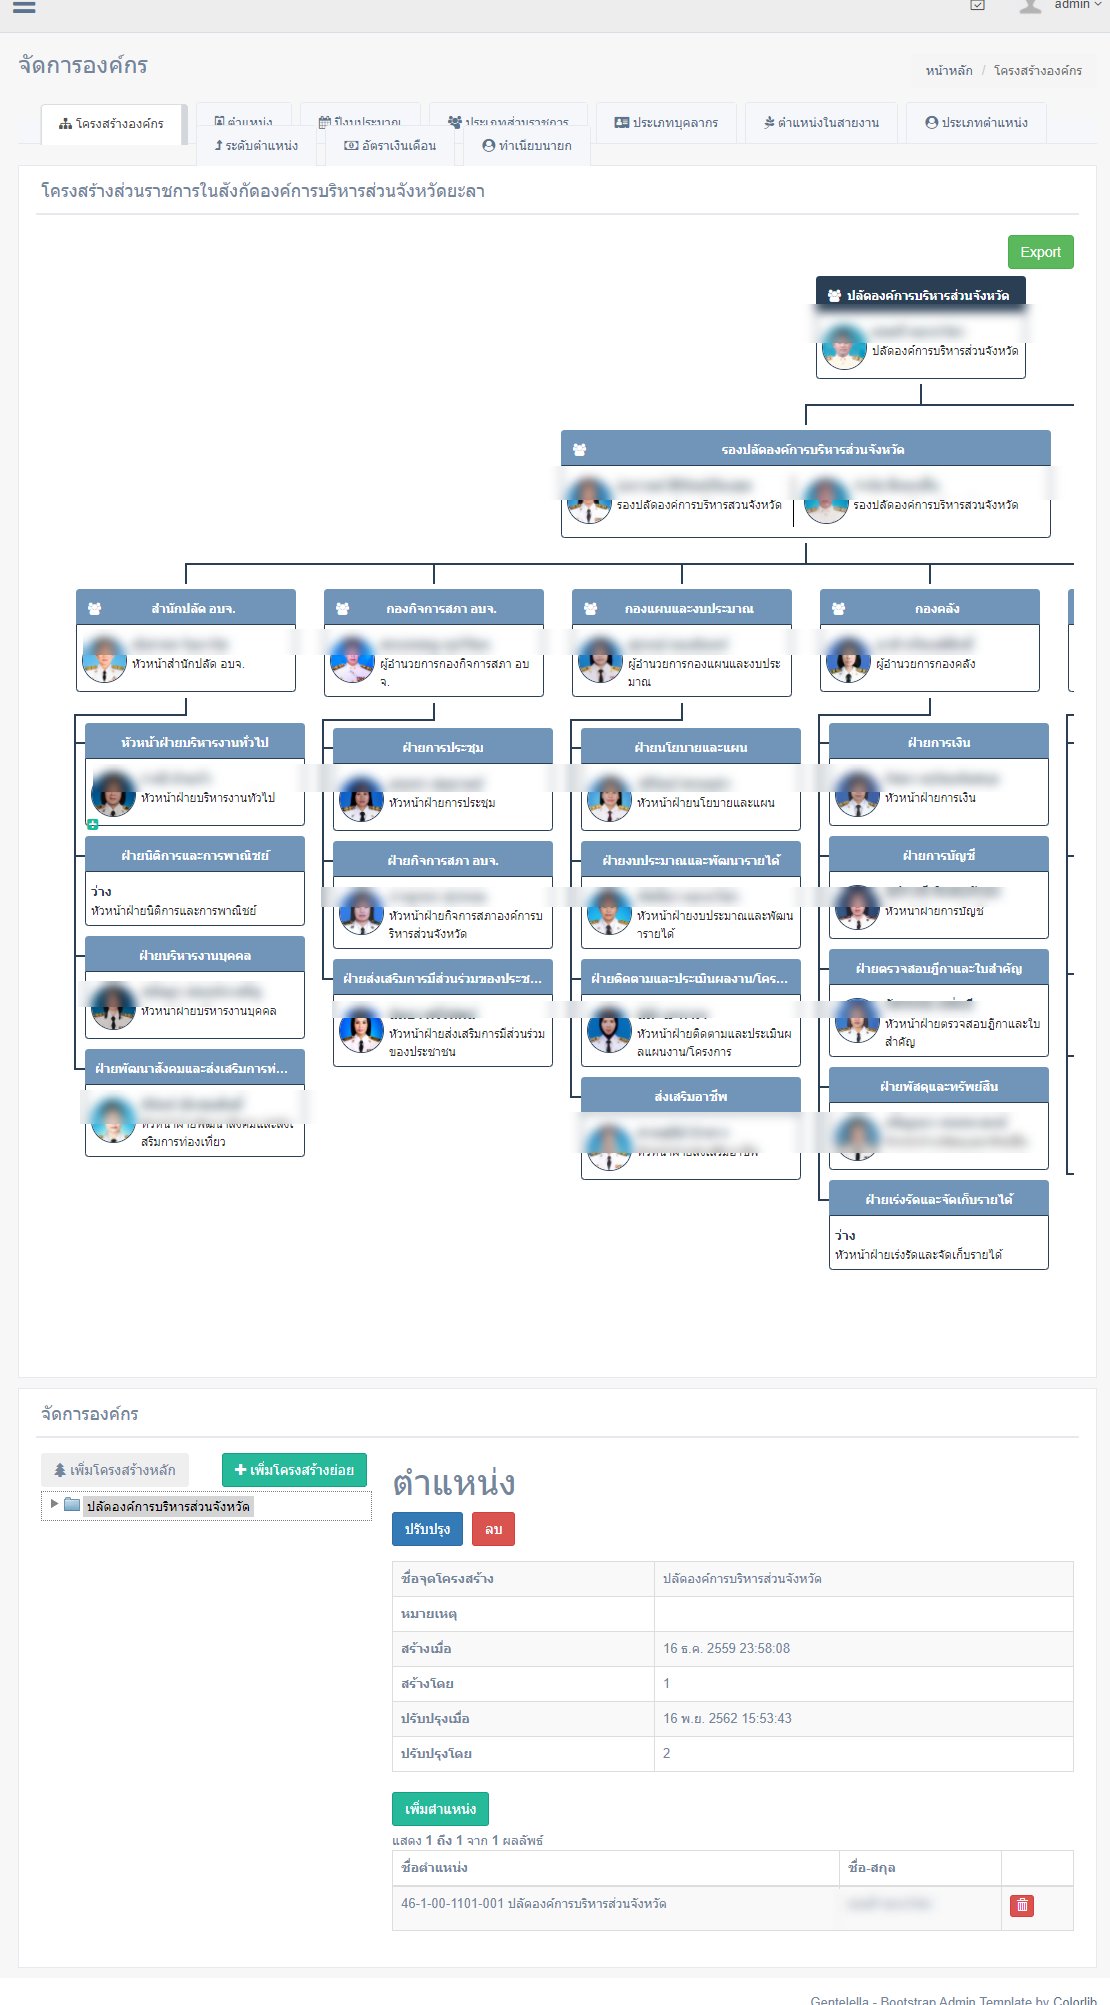 admin
จัดการองค์กร
หน้าหลัก / โครงสร้างองค์กร
โครงสร้างองค์กร
ตำแหน่ง
ปีงบประมาณ
ประเภทส่วนราชการ
ประเภทบุคลากร
ตำแหน่งในสายงาน
ประเภทตำแหน่ง
ระดับตำแหน่ง
อัตราเงินเดือน
ทำเนียบนายก
โครงสร้างส่วนราชการในสังกัดองค์การบริหารส่วนจังหวัดยะลา
Export
ปลัดองค์การบริหารส่วนจังหวัด
ปลัดองค์การบริหารส่วนจังหวัด
รองปลัดองค์การบริหารส่วนจังหวัด
รองปลัดองค์การบริหารส่วนจังหวัด
รองปลัดองค์การบริหารส่วนจังหวัด
สำนักปลัด อบจ.
หัวหน้าสำนักปลัด อบจ.
กองกิจการสภา อบจ.
ผู้อำนวยการกองกิจการสภา อบ
จ.
กองแผนและงบประมาณ
ผู้อำนวยการกองแผนและงบประ
มาณ
กองคลัง
ผู้อำนวยการกองคลัง
หัวหน้าฝ่ายบริหารงานทั่วไป
หัวหน้าฝ่ายบริหารงานทั่วไป
ฝ่ายนิติการและการพาณิชย์
ว่าง
หัวหน้าฝ่ายนิติการและการพาณิชย์
ฝ่ายบริหารงานบุคคล
หัวหน้าฝ่ายบริหารงานบุคคล
ฝ่ายพัฒนาสังคมและส่งเสริมการท่...
หัวหน้าฝ่ายพัฒนาสังคมและส่งเ
สริมการท่องเที่ยว
ฝ่ายการประชุม
หัวหน้าฝ่ายการประชุม
ฝ่ายกิจการสภา อบจ.
หัวหน้าฝ่ายกิจการสภาองค์การบ
ริหารส่วนจังหวัด
ฝ่ายส่งเสริมการมีส่วนร่วมของประช...
หัวหน้าฝ่ายส่งเสริมการมีส่วนร่วม
ของประชาชน
ฝ่ายนโยบายและแผน
หัวหน้าฝ่ายนโยบายและแผน
ฝ่ายงบประมาณและพัฒนารายได้
หัวหน้าฝ่ายงบประมาณและพัฒน
ารายได้
ฝ่ายติดตามและประเมินผลงาน/โคร...
หัวหน้าฝ่ายติดตามและประเมินผ
ลแผนงาน/โครงการ
ส่งเสริมอาชีพ
หัวหน้าฝ่ายส่งเสริมอาชีพ
ฝ่ายการเงิน
หัวหน้าฝ่ายการเงิน
ฝ่ายการบัญชี
หัวหน้าฝ่ายการบัญชี
ฝ่ายตรวจสอบฎีกาและใบสำคัญ
หัวหน้าฝ่ายตรวจสอบฎีกาและใบ
สำคัญ
ฝ่ายพัสดุและทรัพย์สิน
ฝ่ายเร่งรัดและจัดเก็บรายได้
ว่าง
หัวหน้าฝ่ายเร่งรัดและจัดเก็บรายได้
จัดการองค์กร
เพิ่มโครงสร้างหลัก
เพิ่มโครงสร้างย่อย
ปลัดองค์การบริหารส่วนจังหวัด
ตำแหน่ง
ปรับปรุง
ลบ
ชื่อจุดโครงสร้าง ปลัดองค์การบริหารส่วนจังหวัด
หมายเหตุ
สร้างเมื่อ 16 ธ.ค. 2559 23:58:08
สร้างโดย 1
ปรับปรุงเมื่อ 16 พ.ย. 2562 15:53:43
ปรับปรุงโดย 2
เพิ่มตำแหน่ง
แสดง 1 ถึง 1 จาก 1 ผลลัพธ์
ชื่อตำแหน่ง ชื่อ-สกุล
46-1-00-1101-001 ปลัดองค์การบริหารส่วนจังหวัด
Gentelella - Bootstrap Admin Template by Colorlib